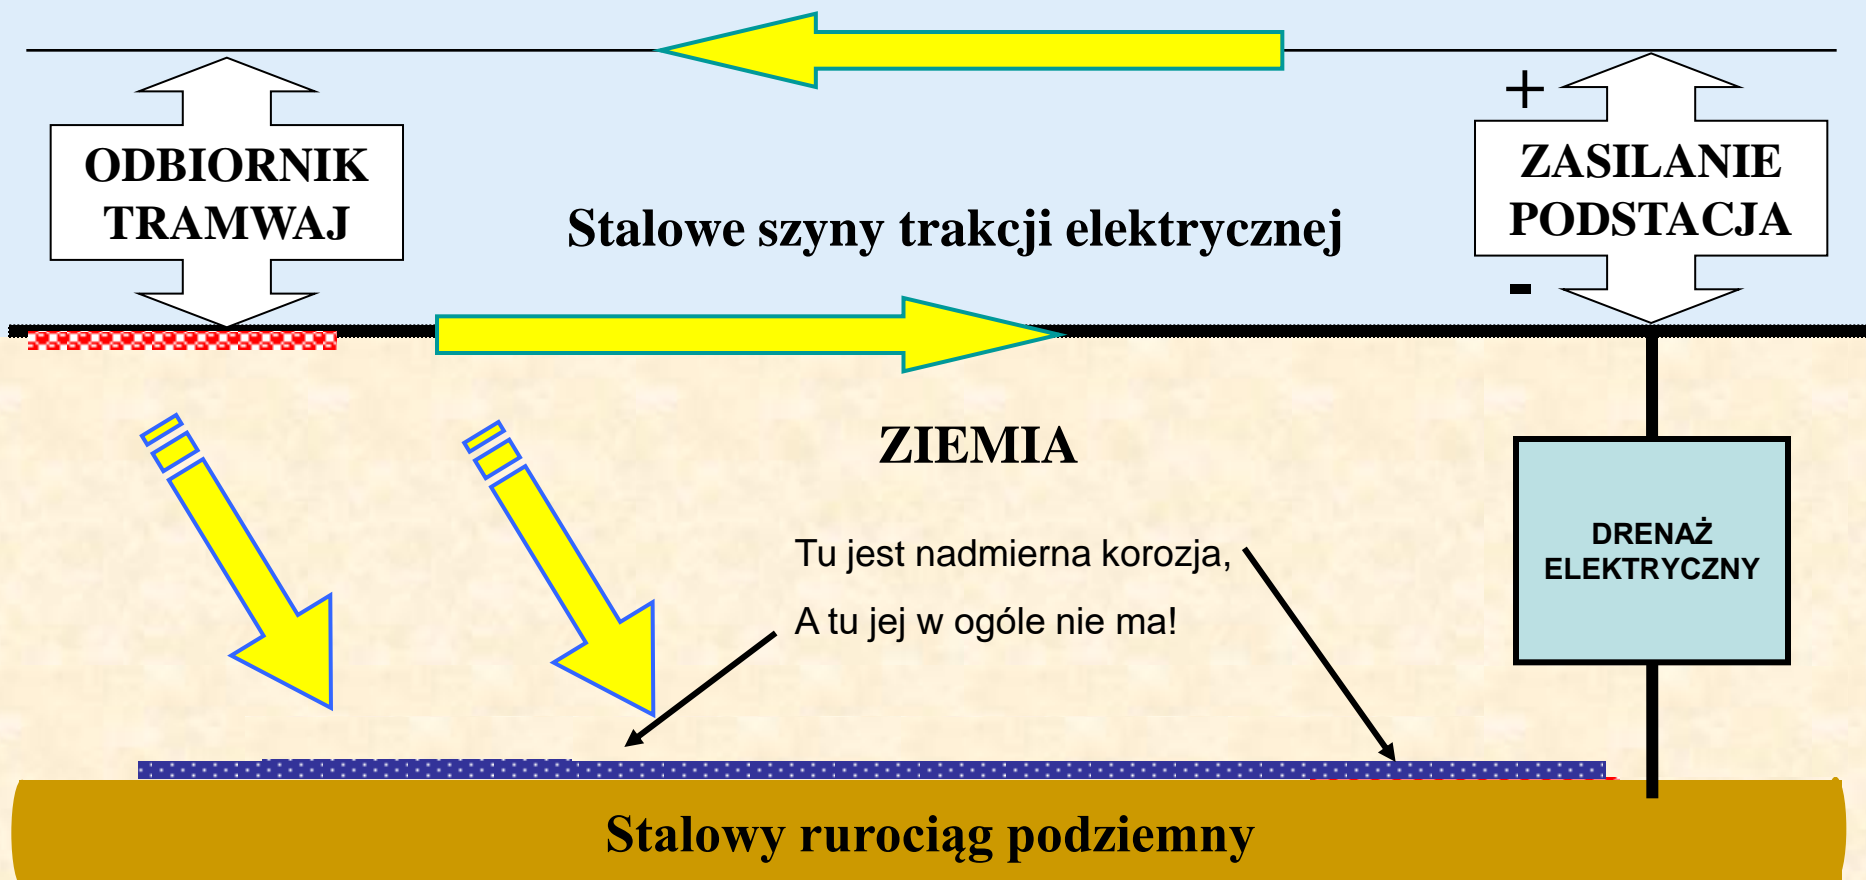 +
ODBIORNIK
TRAMWAJ
ZASILANIE
PODSTACJA
Stalowe szyny trakcji elektrycznej
-
ZIEMIA
Tu jest nadmierna korozja,
A tu jej w ogóle nie ma!
DRENAŻ
ELEKTRYCZNY
Stalowy rurociąg podziemny